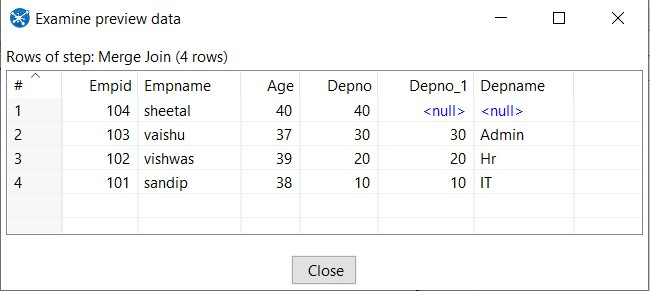 Examine preview data
Rows of step: Merge Join (4 rows)
# Empid Empname Age Depno Depno_1 Depname
1 104 sheetal 40 40 <null> <null>
2 103 vaishu 37 30 30 Admin
3 102 vishwas 39 20 20 Hr
4 101 sandip 38 10 10 IT
Close